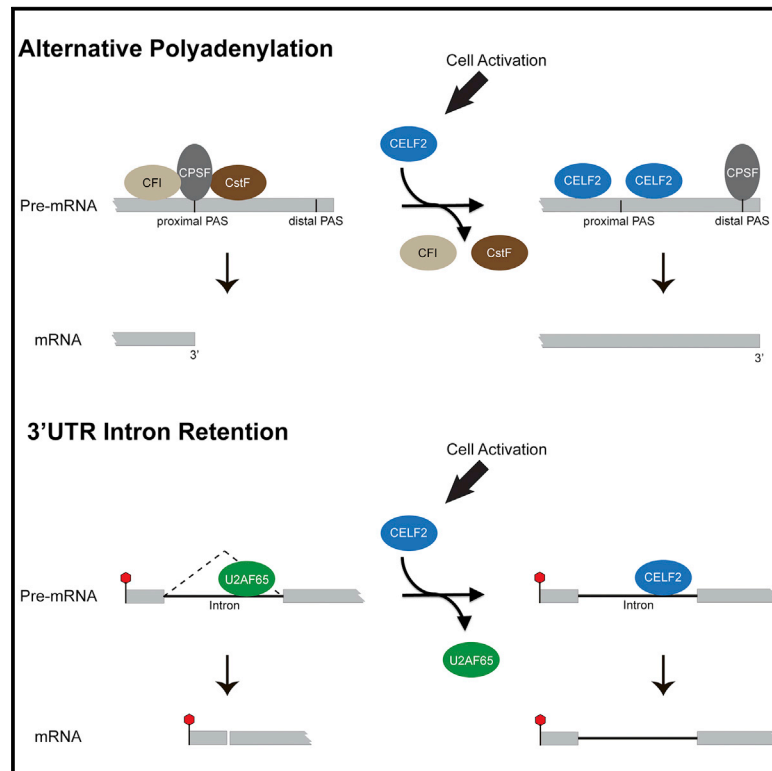 Alternative Polyadenylation
Cell Activation
CELF2
CFI
CPSF
CstF
Pre-mRNA
proximal PAS
distal PAS
CFI
CstF
CELF2
CELF2
CPSF
proximal PAS
distal PAS
mRNA
3'
3'
3'UTR Intron Retention
Cell Activation
CELF2
U2AF65
Pre-mRNA
Intron
U2AF65
CELF2
Intron
mRNA